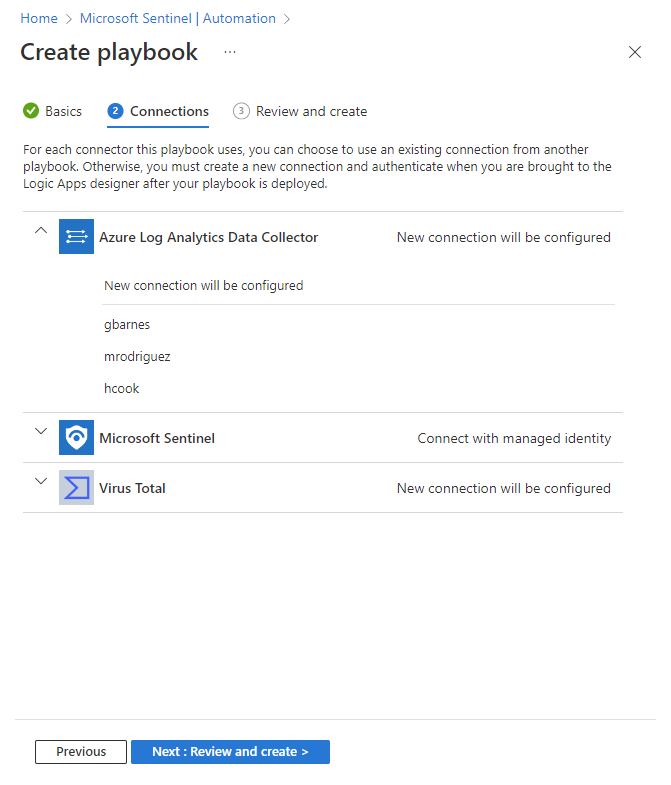 Home > Microsoft Sentinel | Automation >
Create playbook ...
Basics 2 Connections 3 Review and create
For each connector this playbook uses, you can choose to use an existing connection from another
playbook. Otherwise, you must create a new connection and authenticate when you are brought to the
Logic Apps designer after your playbook is deployed.
Azure Log Analytics Data Collector New connection will be configured
New connection will be configured
gbarnes
mrodriguez
hcook
Microsoft Sentinel Connect with managed identity
Virus Total New connection will be configured
Previous Next : Review and create >